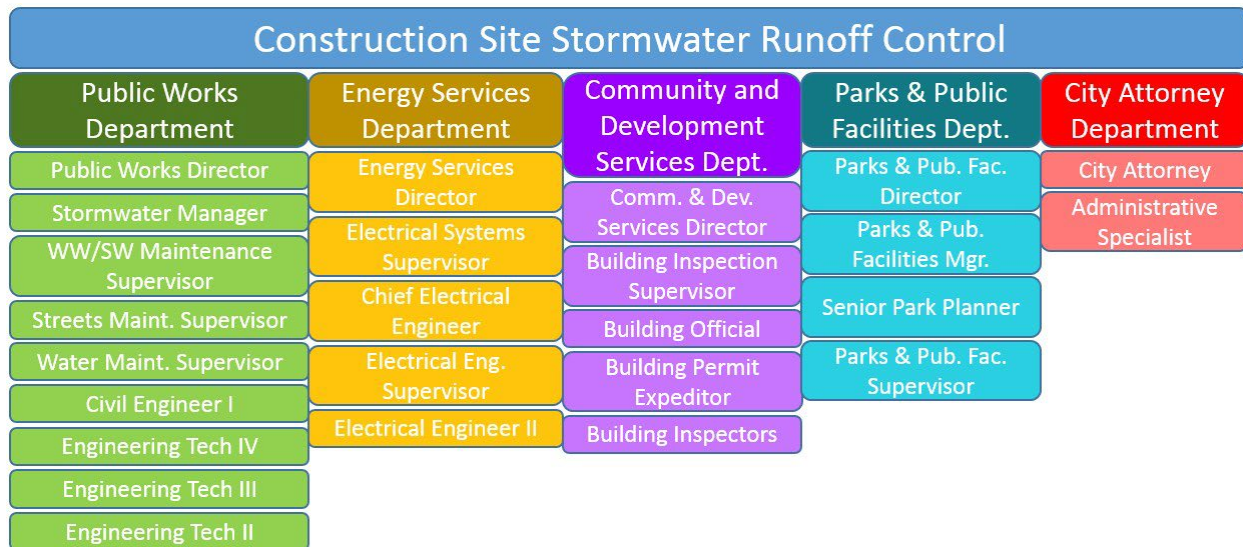 Construction Site Stormwater Runoff Control
Public Works
Department
Public Works Director
Stormwater Manager
WW/SW Maintenance
Supervisor
Streets Maint. Supervisor
Water Maint. Supervisor
Civil Engineer I
Engineering Tech IV
Engineering Tech III
Engineering Tech II
Energy Services
Department
Energy Services
Director
Electrical Systems
Supervisor
Chief Electrical
Engineer
Electrical Eng.
Supervisor
Electrical Engineer II
Community and
Development
Services Dept.
Comm. & Dev.
Services Director
Building Inspection
Supervisor
Building Official
Building Permit
Expeditor
Building Inspectors
Parks & Public
Facilities Dept.
Parks & Pub. Fac.
Director
Parks & Pub.
Facilities Mgr.
Senior Park Planner
Parks & Pub. Fac.
Supervisor
City Attorney
Department
City Attorney
Administrative
Specialist